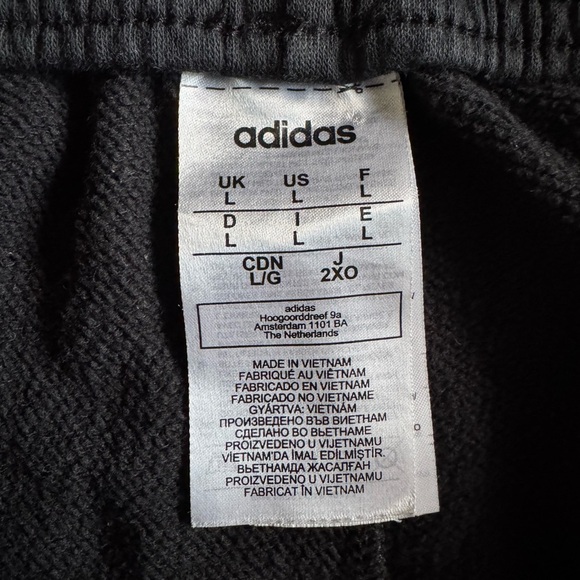 adidas
UK US F
L L L
D I E
L L L
CDN J
L/G 2XO
adidas
Hoogoorddreef 9a
Amsterdam 1101 BA
The Netherlands
MADE IN VIETNAM
FABRIQUÉ AU VIÊTNAM
FABRICADO EN VIETNAM
FABRICADO NO VIETNAME
GYÁRTVA: VIETNÁM
ПРОИЗВЕДЕНО ВЪВ ВИЕТНАМ
СДЕЛАНО ВО ВЬЕТНАМЕ
PROIZVEDENO U VIJETNAMU
VİETNAM'DA İMAL EDİLMİŞTİR.
ВЬЕТНАМДА ЖАСАЛҒАН
PROIZVEDENO U VIJETNAMU
FABRICAT ÎN VIETNAM